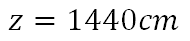 z = 1440cm